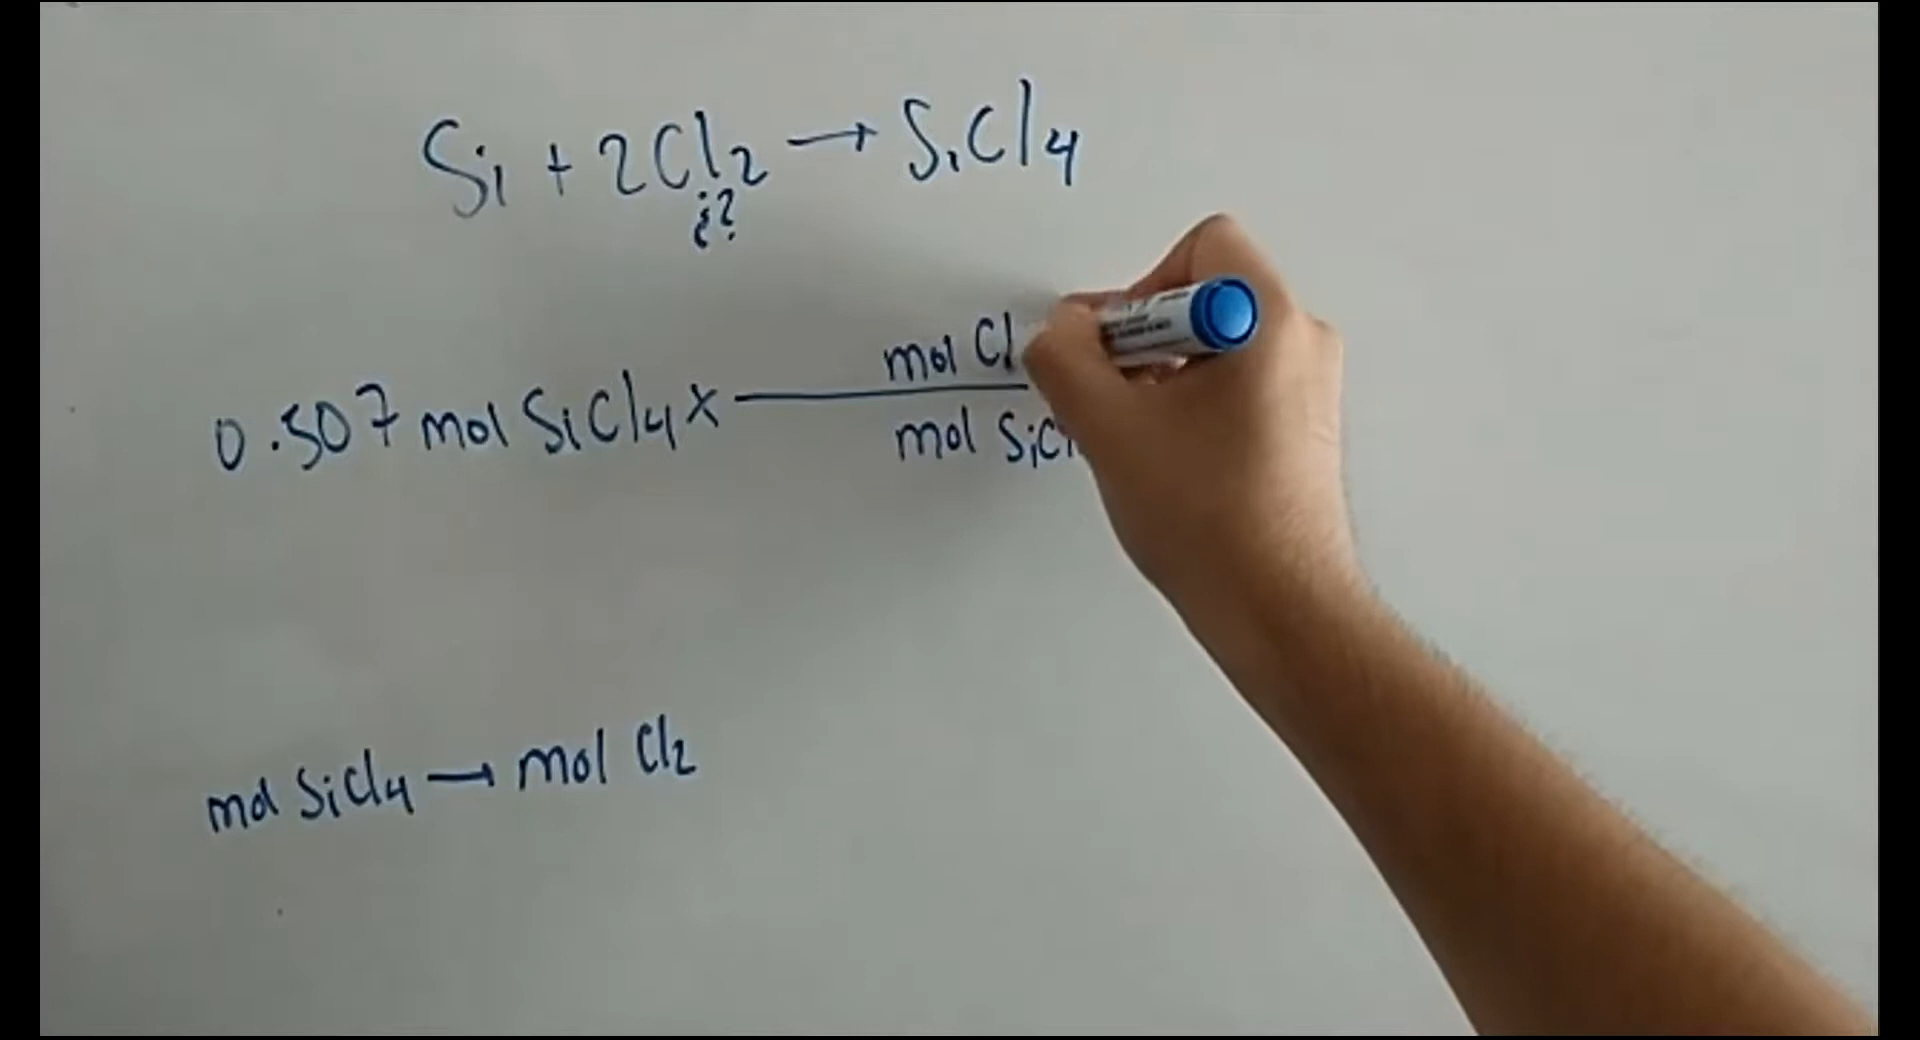 Si + 2Cl2 → SiCl4
¿?
mol Cl
0.507 mol SiCl4 x
mol SiCl
mol SiCl4 → mol Cl2